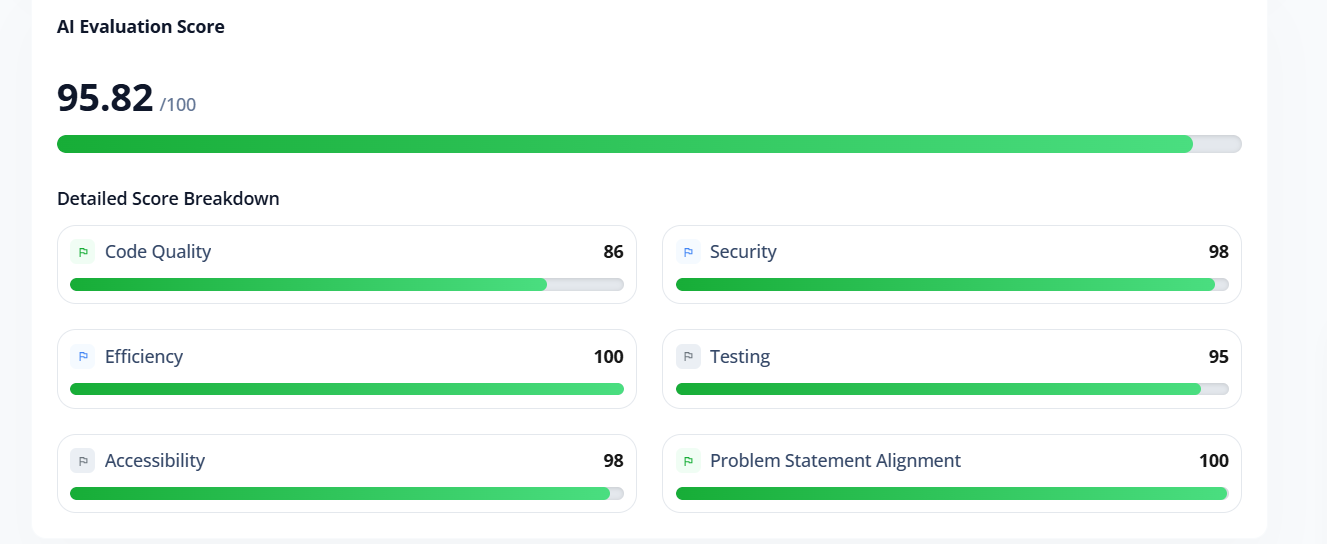 AI Evaluation Score
95.82 /100
Detailed Score Breakdown
Code Quality 86
Security 98
Efficiency 100
Testing 95
Accessibility 98
Problem Statement Alignment 100